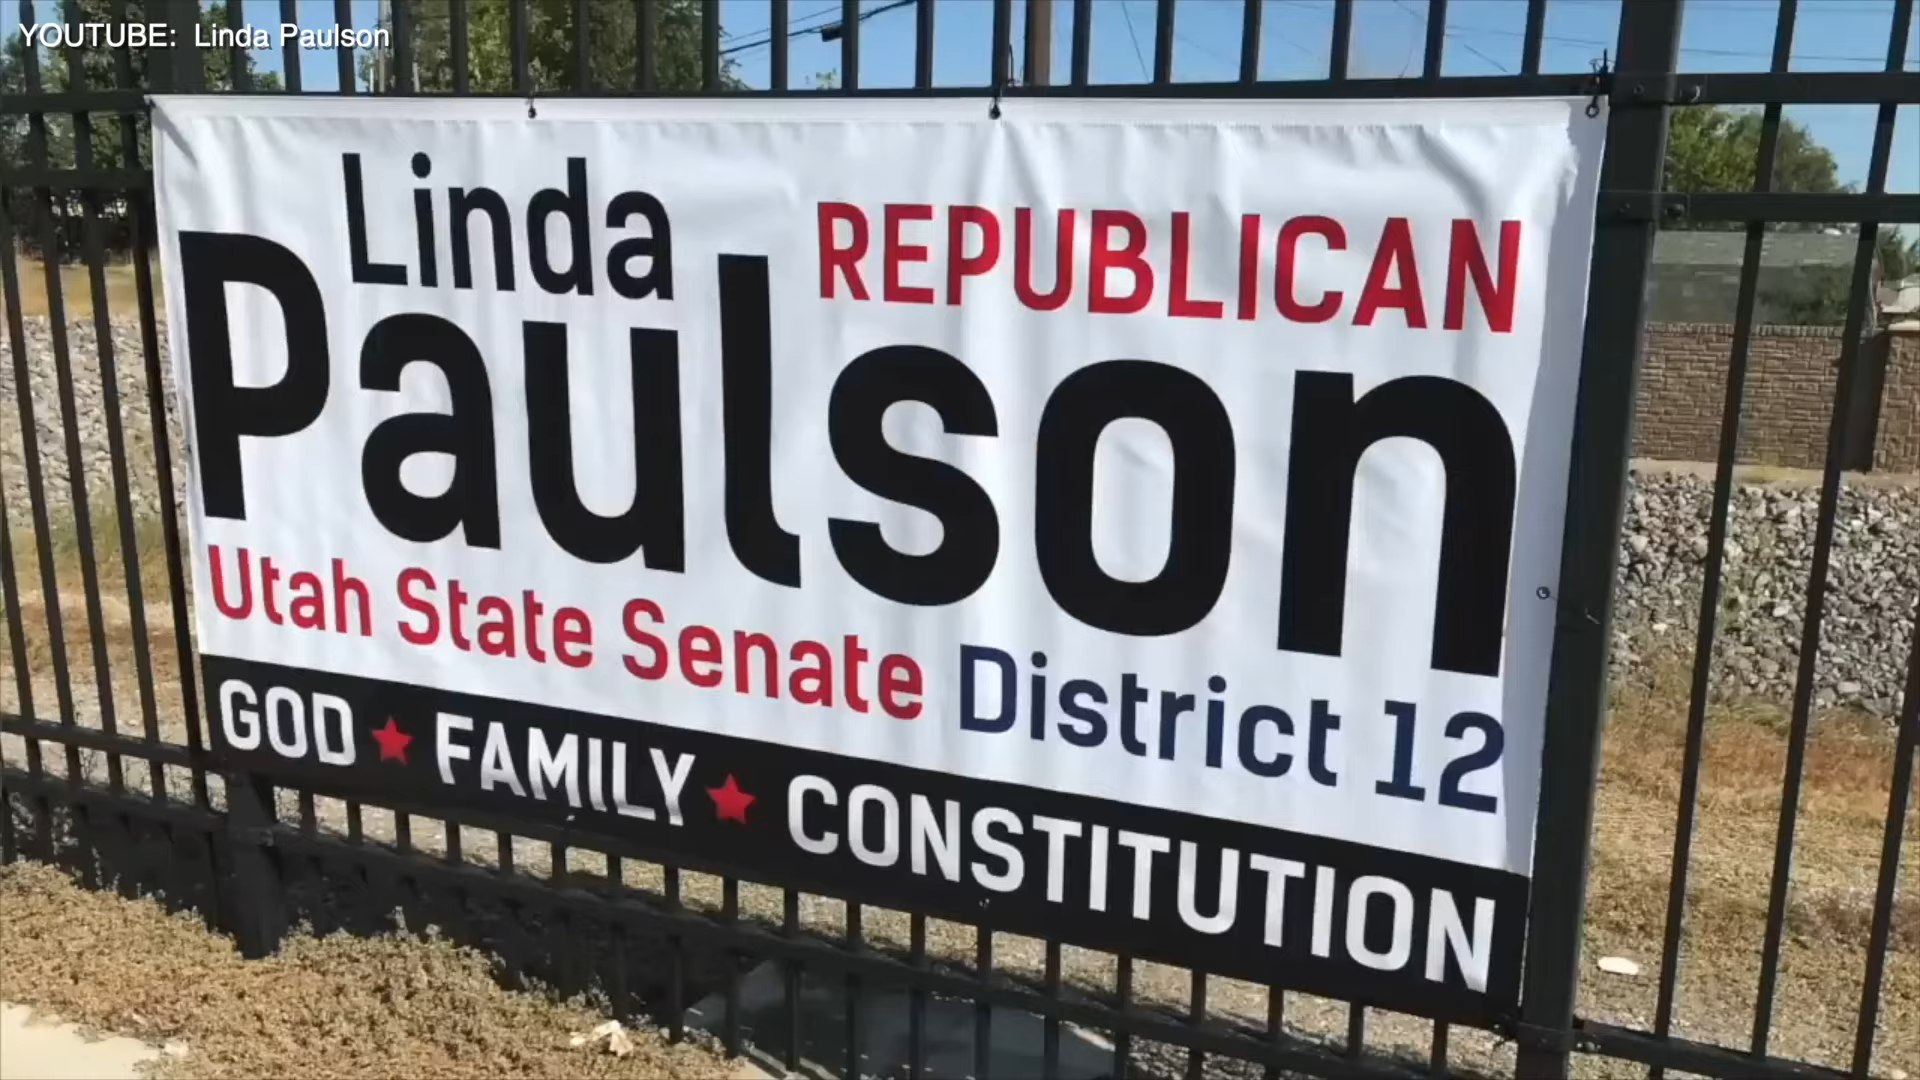 YOUTUBE: Linda Paulson
Linda
REPUBLICAN
Paulson
Utah State Senate District 12
GOD ★ FAMILY ★ CONSTITUTION